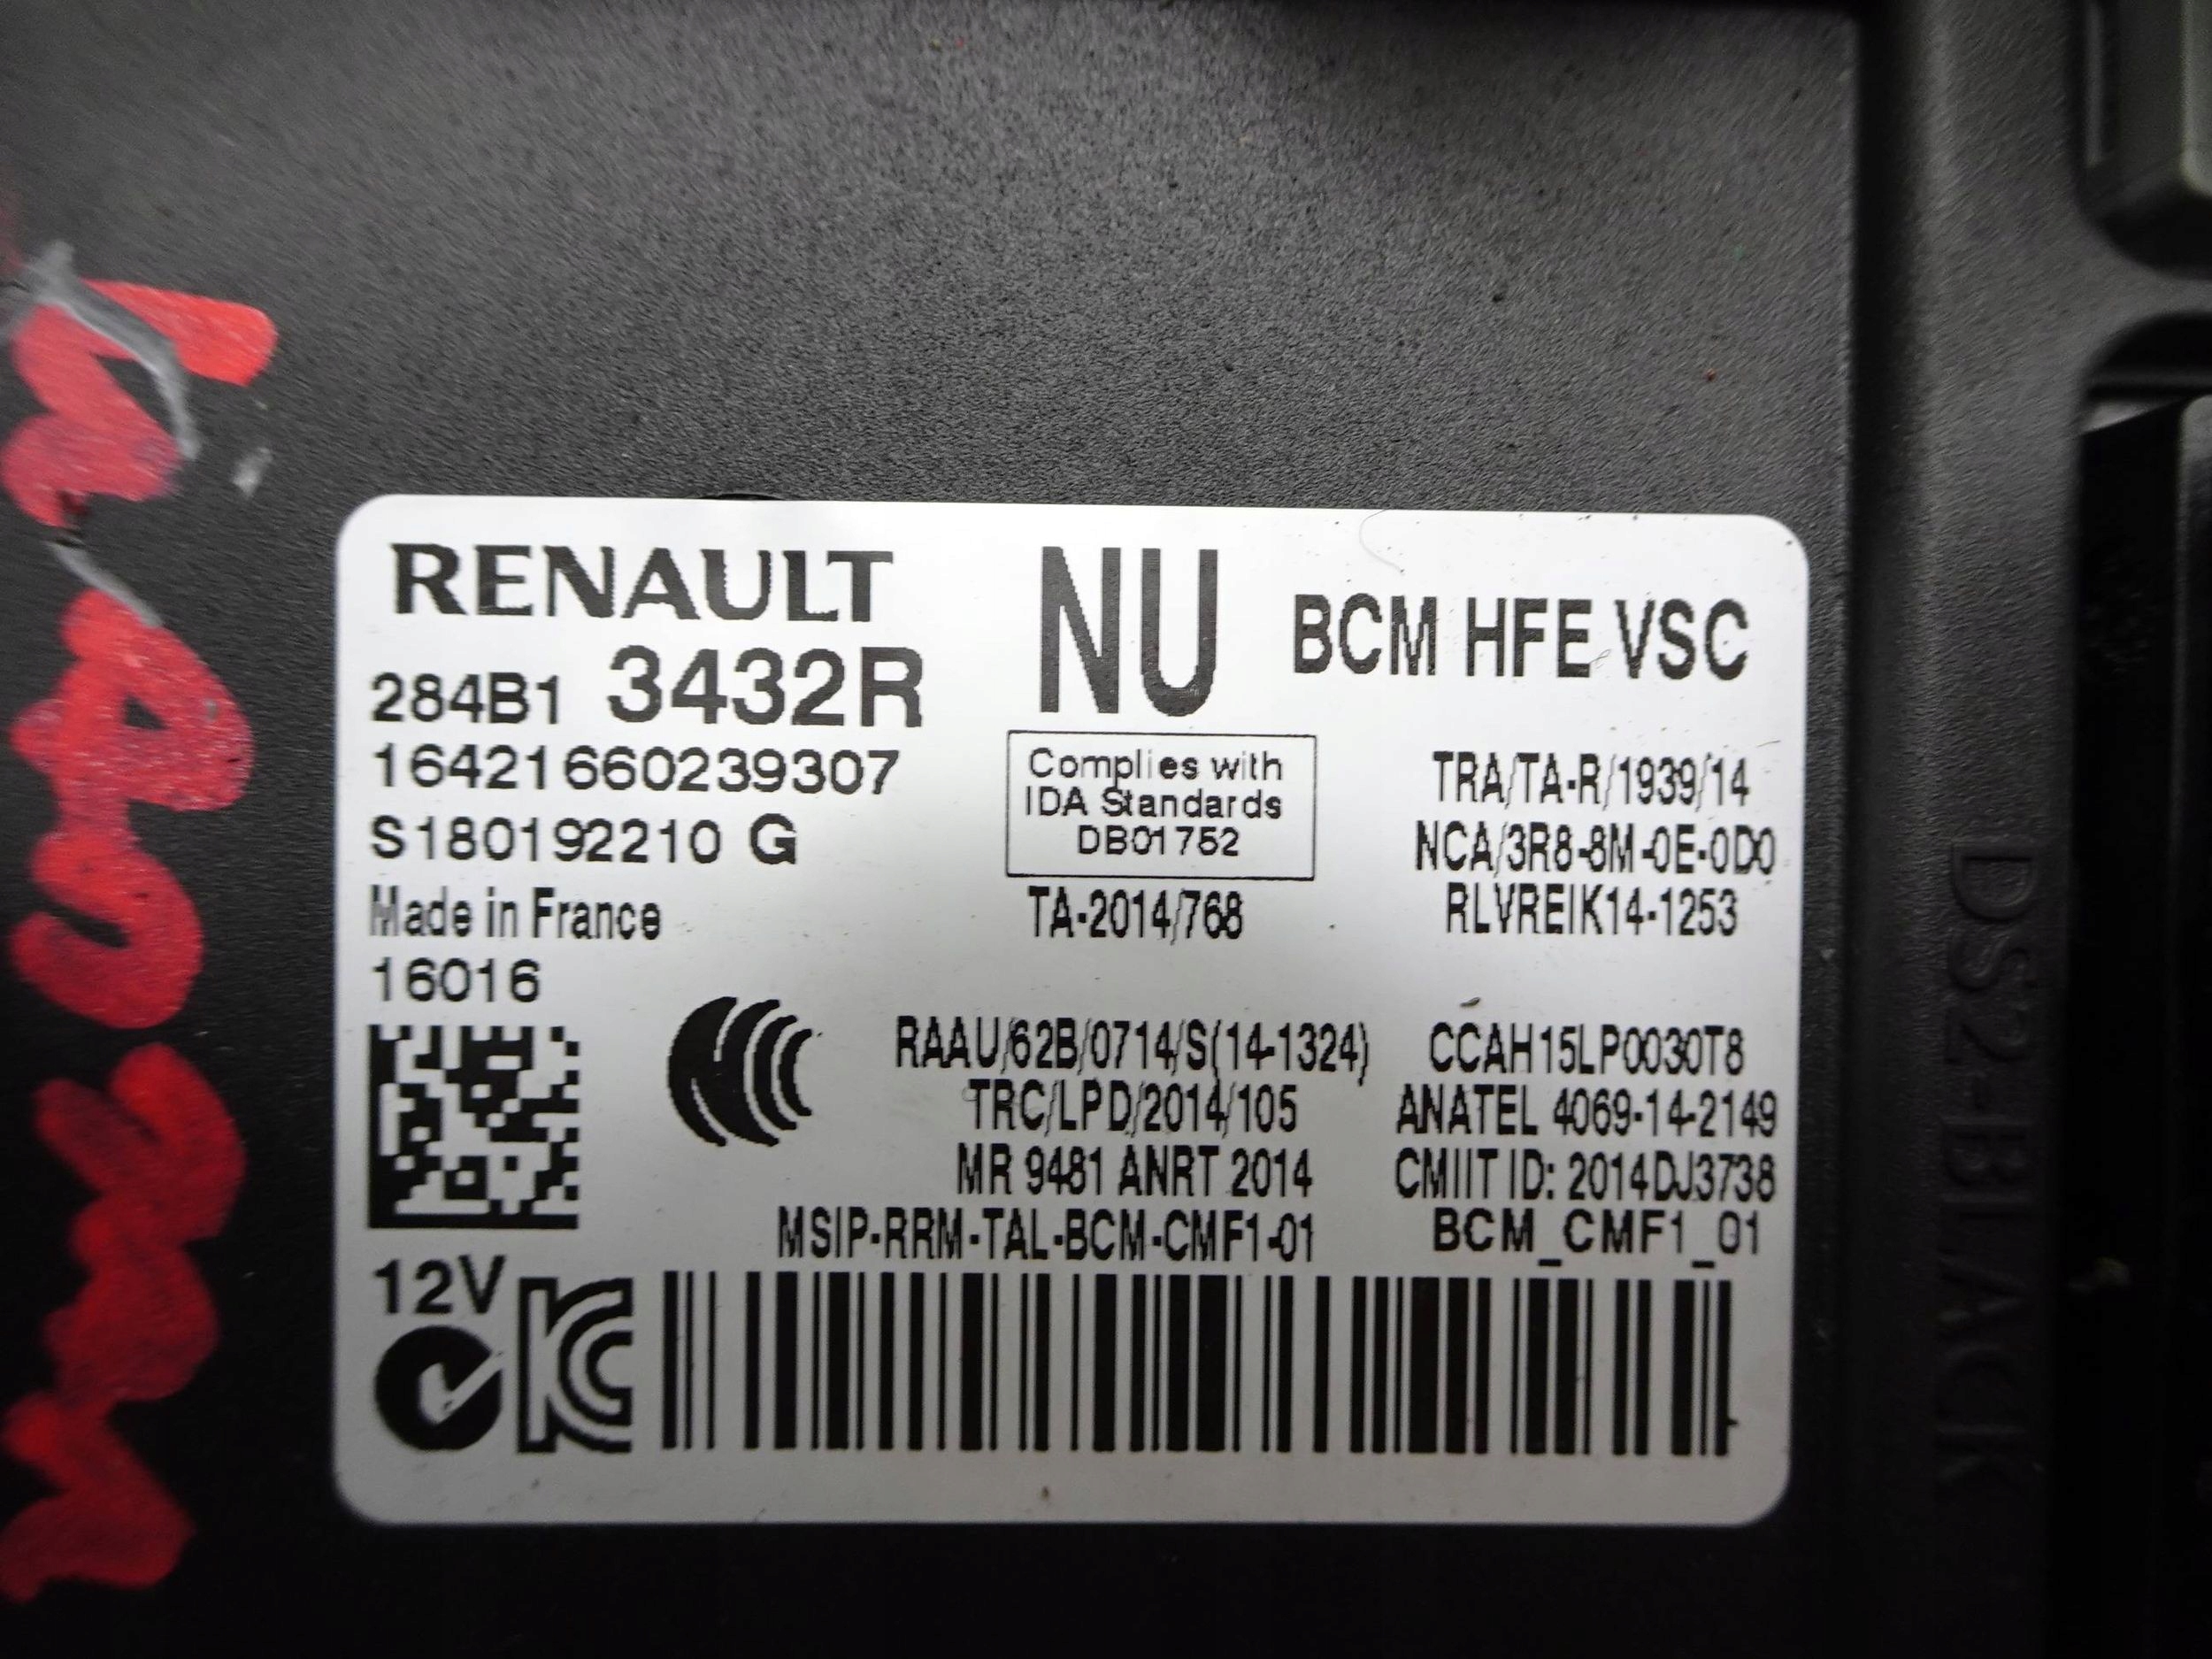 RENAULT
NU
BCM HFE VSC
284B1 3432R
16421660239307
S180192210 G
Made in France
16016
Complies with
IDA Standards
DB01752
TA-2014/768
TRA/TA-R/1939/14
NCA/3R8-8M-0E-0D0
RLVREIK14-1253
RAAU/62B/0714/S(14-1324)
TRC/LPD/2014/105
MR 9481 ANRT 2014
MSIP-RRM-TAL-BCM-CMF1-01
CCAH15LP0030T8
ANATEL 4069-14-2149
CMIIT ID: 2014DJ3738
BCM_CMF1_01
12V
KC
DS2-BLACK